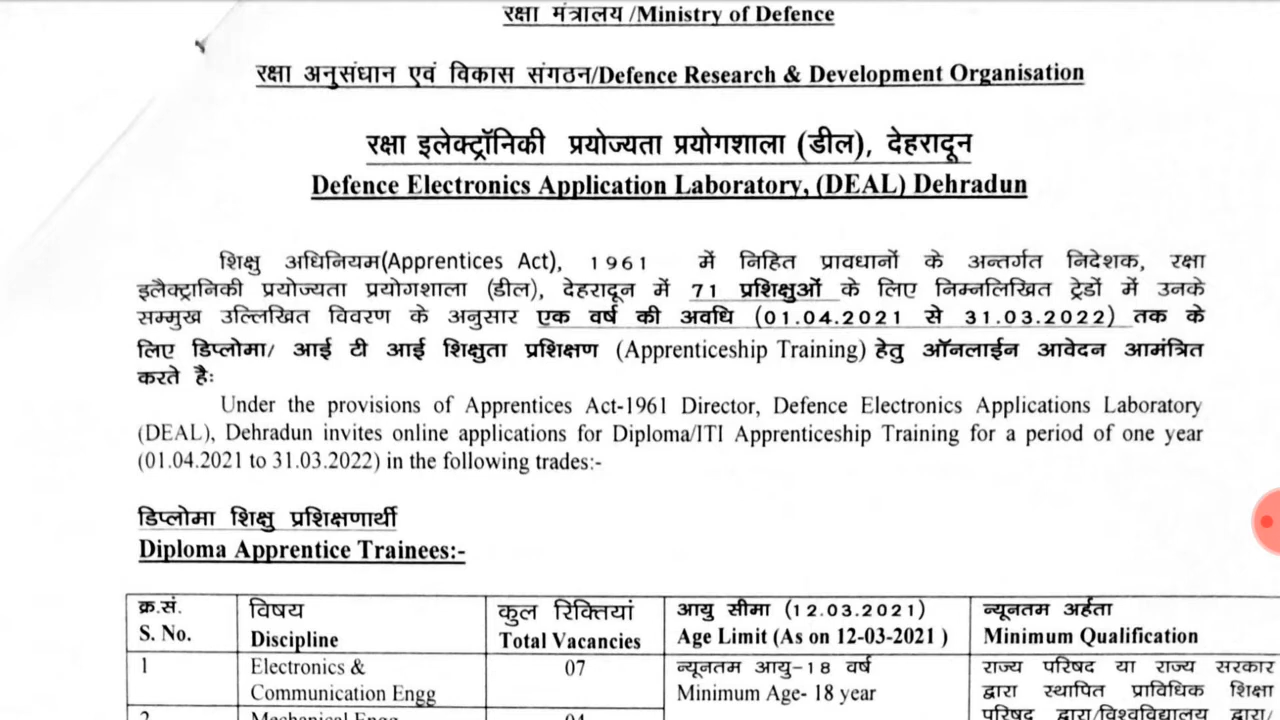 रक्षा मंत्रालय /Ministry of Defence
रक्षा अनुसंधान एवं विकास संगठन/Defence Research & Development Organisation
रक्षा इलेक्ट्रॉनिकी प्रयोज्यता प्रयोगशाला (डील), देहरादून
Defence Electronics Application Laboratory, (DEAL) Dehradun
शिक्षु अधिनियम(Apprentices Act), 1961 में निहित प्रावधानों के अन्तर्गत निदेशक, रक्षा
इलैक्ट्रानिकी प्रयोज्यता प्रयोगशाला (डील), देहरादून में 71 प्रशिक्षुओं के लिए निम्नलिखित ट्रेडों में उनके
सम्मुख उल्लिखित विवरण के अनुसार एक वर्ष की अवधि (01.04.2021 से 31.03.2022) तक के
लिए डिप्लोमा/ आई टी आई शिक्षुता प्रशिक्षण (Apprenticeship Training) हेतु ऑनलाईन आवेदन आमंत्रित
करते है:
Under the provisions of Apprentices Act-1961 Director, Defence Electronics Applications Laboratory
(DEAL), Dehradun invites online applications for Diploma/ITI Apprenticeship Training for a period of one year
(01.04.2021 to 31.03.2022) in the following trades:-
डिप्लोमा शिक्षु प्रशिक्षणार्थी
Diploma Apprentice Trainees:-
क्र.सं. विषय कुल रिक्तियां आयु सीमा (12.03.2021) न्यूनतम अर्हता
S. No. Discipline Total Vacancies Age Limit (As on 12-03-2021 ) Minimum Qualification
1 Electronics & 07 न्यूनतम आयु-18 वर्ष राज्य परिषद या राज्य सरकार
Communication Engg Minimum Age- 18 year द्वारा स्थापित प्राविधिक शिक्षा
2 Mechanical Engg 04 परिषद द्वारा/विश्वविद्यालय द्वारा/